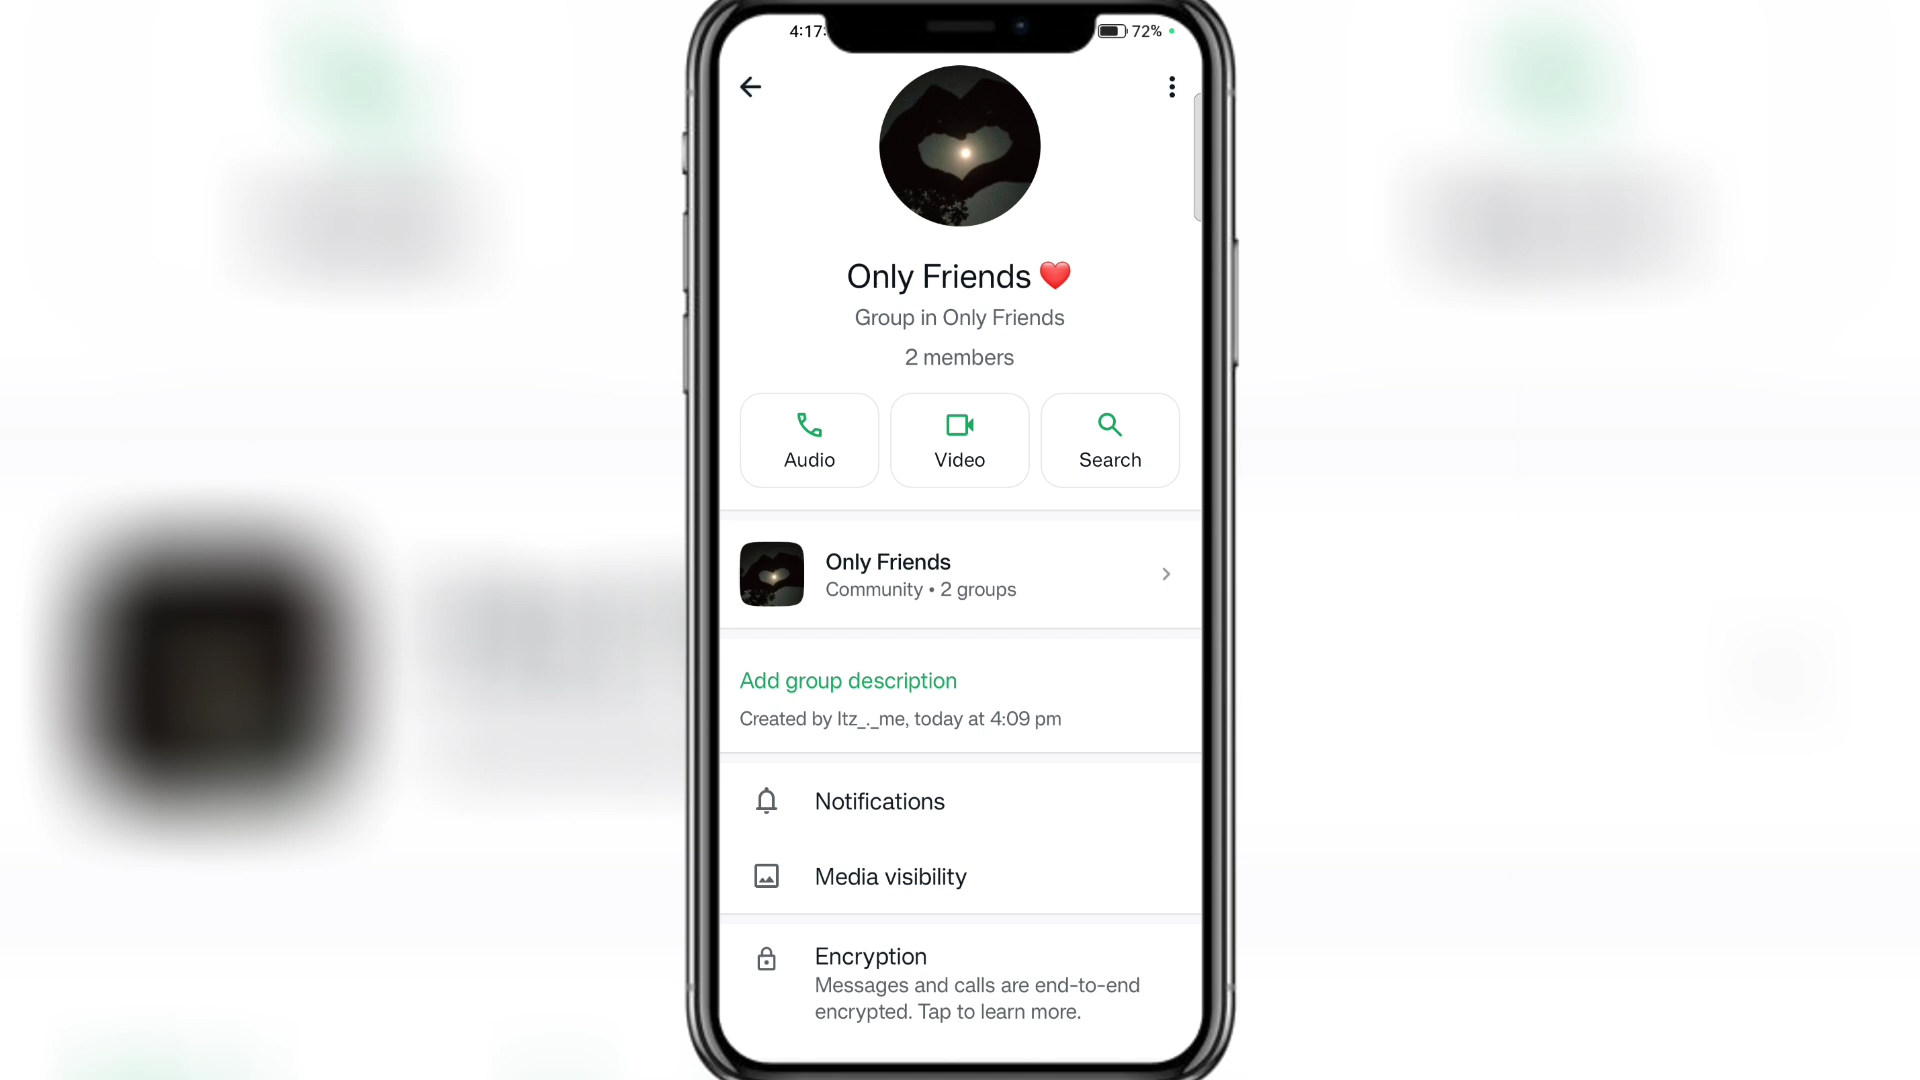 4:17:
72%
Only Friends ❤️
Group in Only Friends
2 members
Audio
Video
Search
Only Friends
Community • 2 groups
Add group description
Created by Itz_._me, today at 4:09 pm
Notifications
Media visibility
Encryption
Messages and calls are end-to-end
encrypted. Tap to learn more.